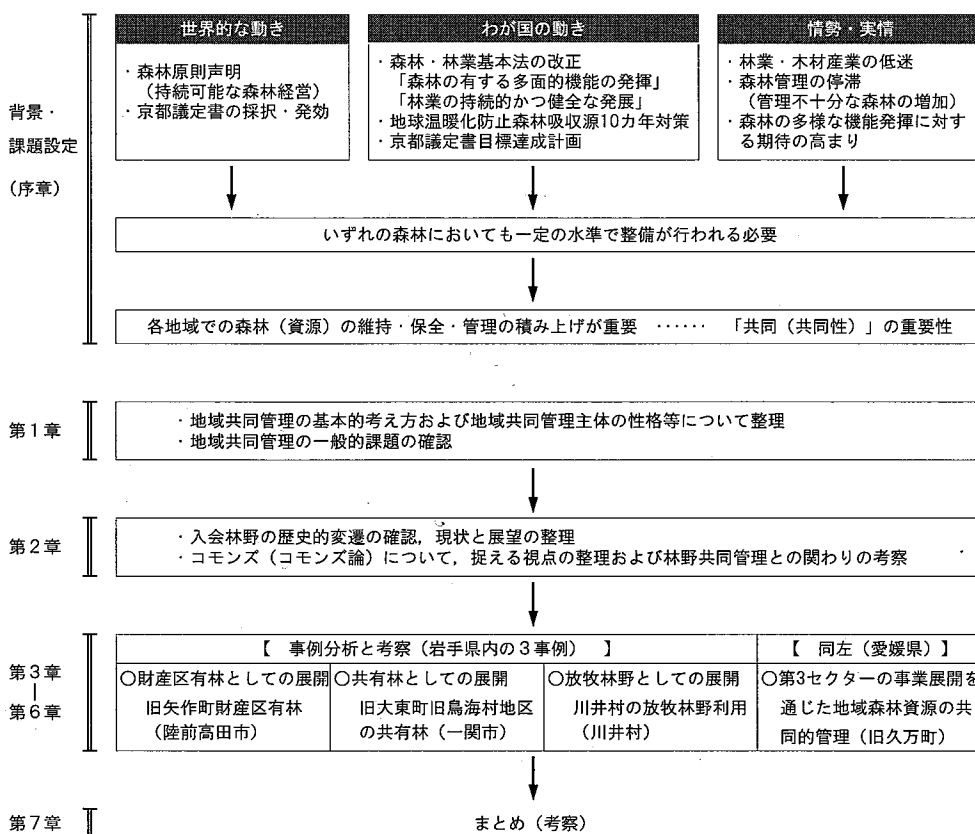 背景・
課題設定
(序章)
世界的な動き
・森林原則声明
(持続可能な森林経営)
・京都議定書の採択・発効
わが国の動き
・森林・林業基本法の改正
「森林の有する多面的機能の発揮」
「林業の持続的かつ健全な発展」
・地球温暖化防止森林吸収源10カ年対策
・京都議定書目標達成計画
情勢・実情
・林業・木材産業の低迷
・森林管理の停滞
(管理不十分な森林の増加)
・森林の多様な機能発揮に対す
る期待の高まり
いずれの森林においても一定の水準で整備が行われる必要
各地域での森林(資源)の維持・保全・管理の積み上げが重要 ‥‥‥ 「共同(共同性)」の重要性
第1章
・地域共同管理の基本的考え方および地域共同管理主体の性格等について整理
・地域共同管理の一般的課題の確認
第2章
・入会林野の歴史的変遷の確認,現状と展望の整理
・コモンズ(コモンズ論)について,捉える視点の整理および林野共同管理との関わりの考察
第3章
|
第6章
【 事例分析と考察(岩手県内の3事例) 】
○財産区有林としての展開
旧矢作町財産区有林
(陸前高田市)
○共有林としての展開
旧大東町旧鳥海村地区
の共有林(一関市)
○放牧林野としての展開
川井村の放牧林野利用
(川井村)
【 同左(愛媛県) 】
○第3セクターの事業展開を
通じた地域森林資源の共
同的管理(旧久万町)
第7章
まとめ(考察)